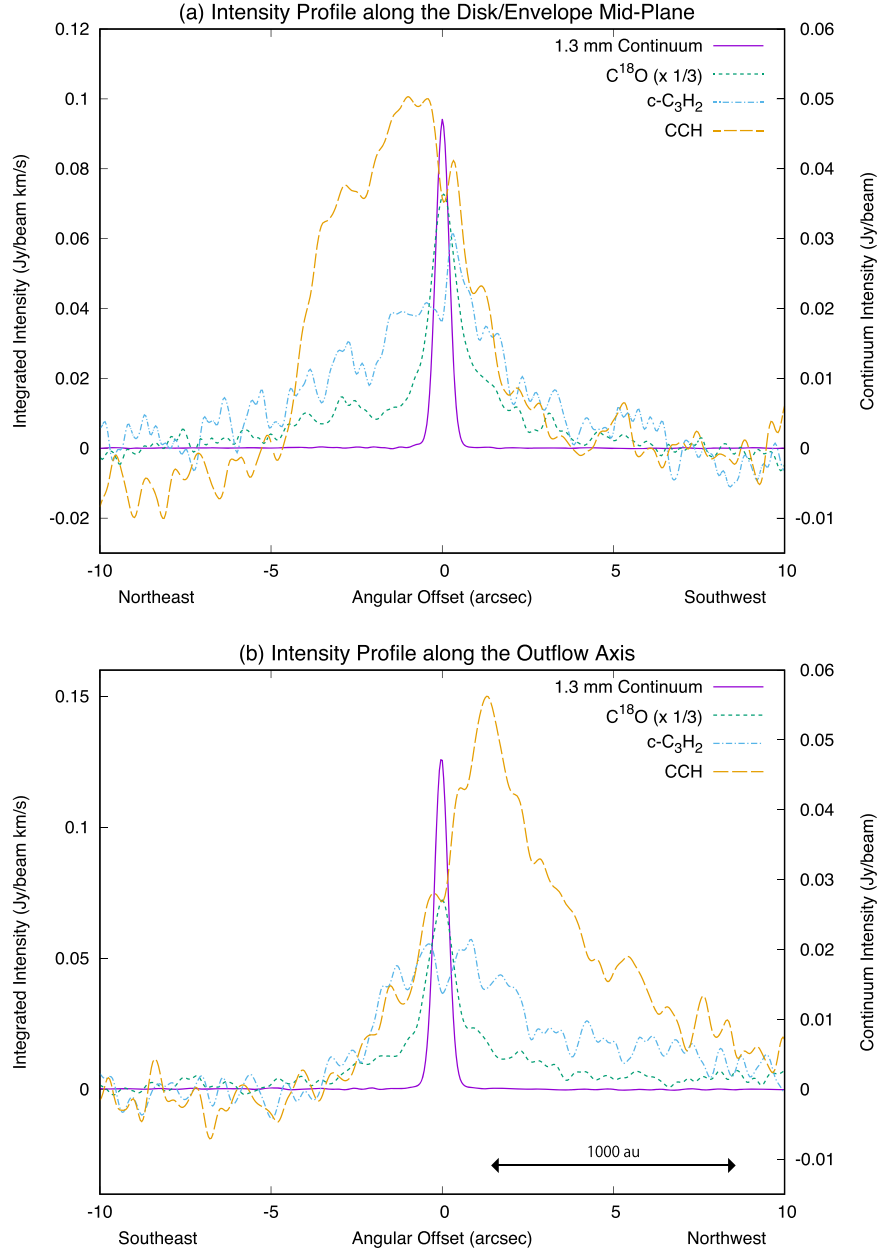 (a) Intensity Profile along the Disk/Envelope Mid-Plane
0.12
0.1
0.08
0.06
0.04
0.02
0
-0.02
Integrated Intensity (Jy/beam km/s)
0.06
0.05
0.04
0.03
0.02
0.01
0
-0.01
Continuum Intensity (Jy/beam)
1.3 mm Continuum
C¹⁸O (x 1/3)
c-C₃H₂
CCH
-10 -5 0 5 10
Northeast Angular Offset (arcsec) Southwest
(b) Intensity Profile along the Outflow Axis
0.15
0.1
0.05
0
Integrated Intensity (Jy/beam km/s)
0.06
0.05
0.04
0.03
0.02
0.01
0
-0.01
Continuum Intensity (Jy/beam)
1.3 mm Continuum
C¹⁸O (x 1/3)
c-C₃H₂
CCH
1000 au
-10 -5 0 5 10
Southeast Angular Offset (arcsec) Northwest